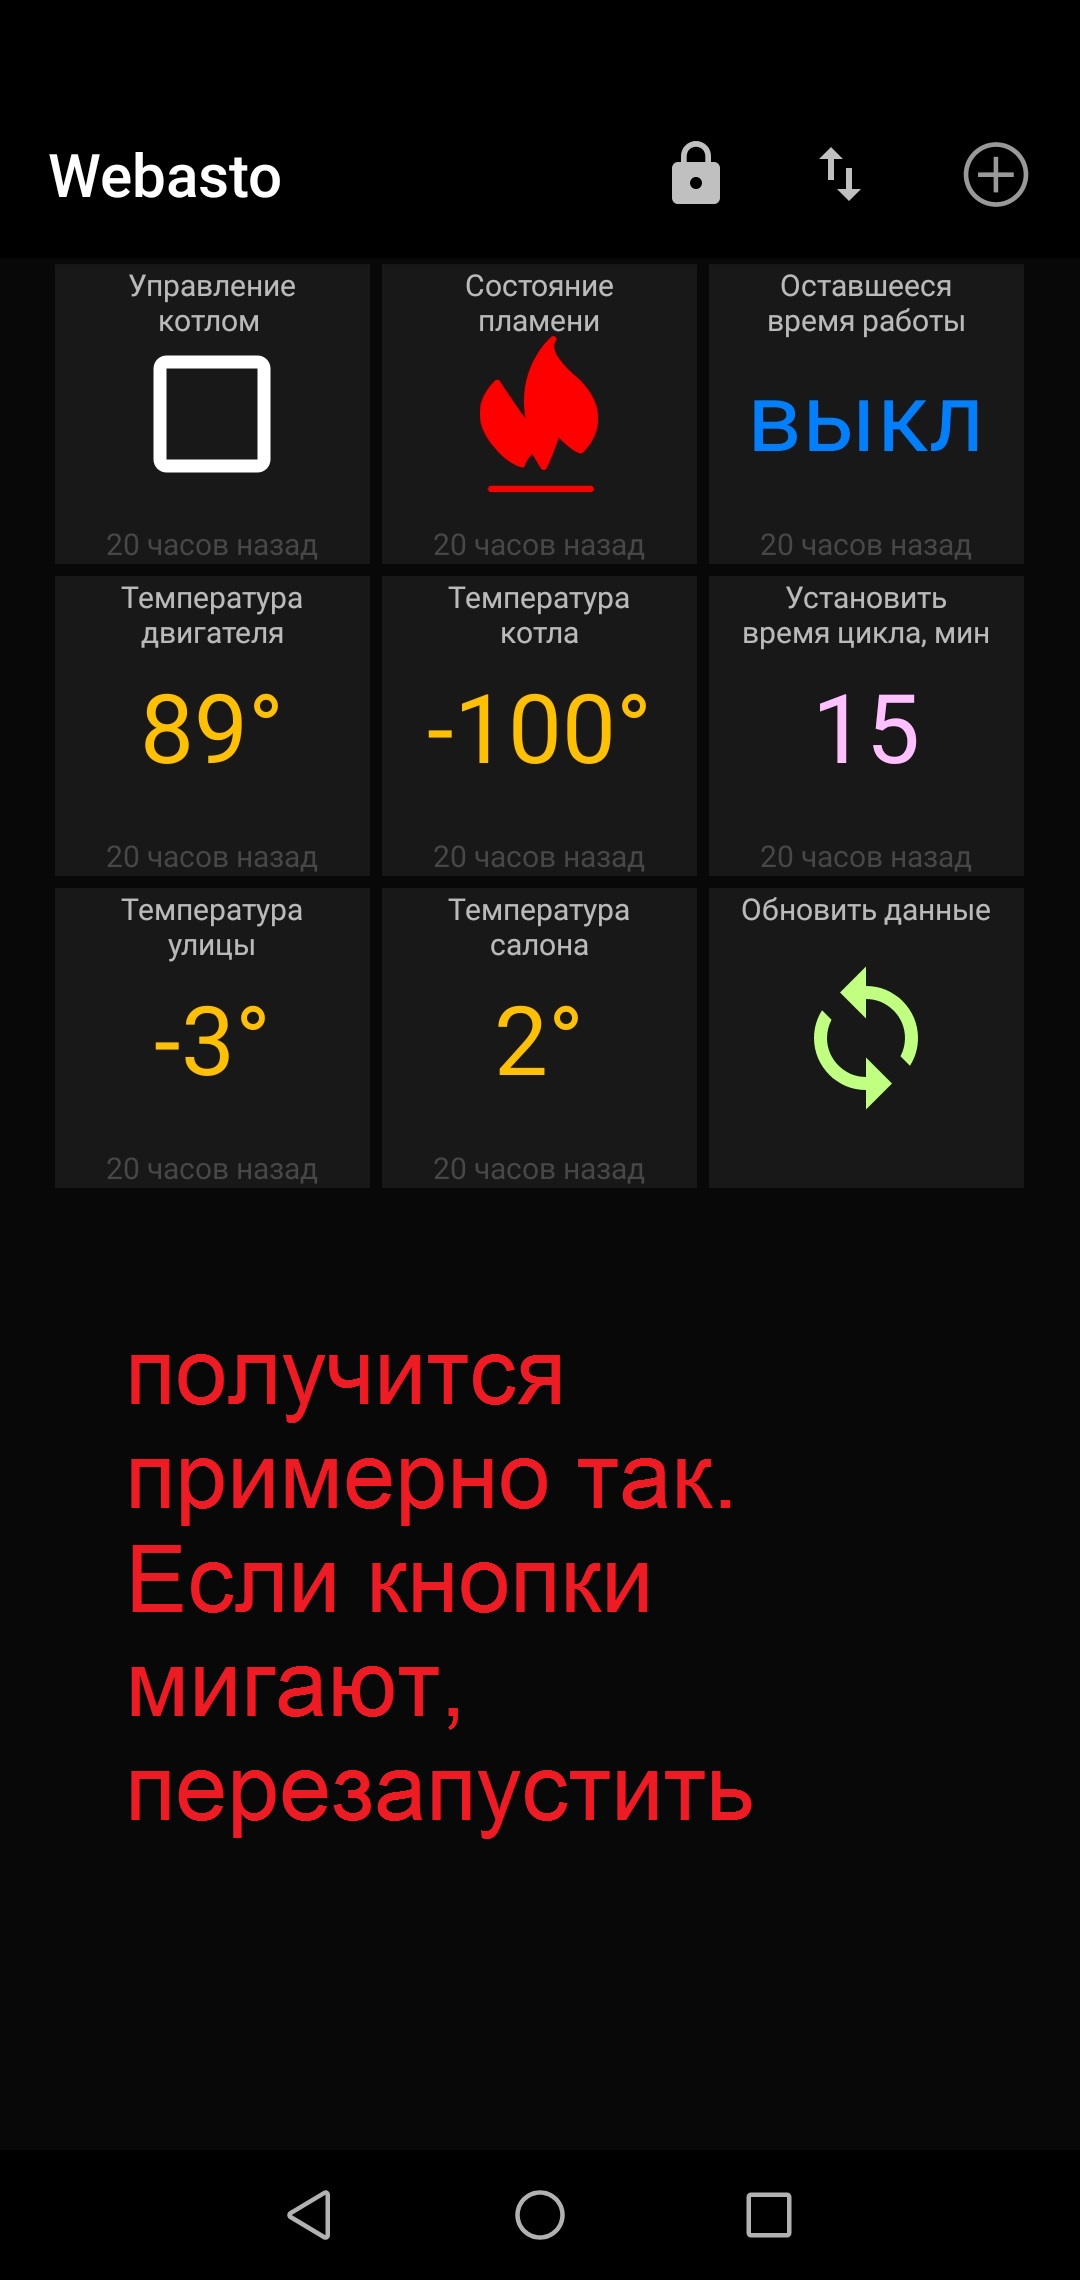 Webasto
Управление
котлом
20 часов назад
Состояние
пламени
20 часов назад
Оставшееся
время работы
выкл
20 часов назад
Температура
двигателя
89°
20 часов назад
Температура
котла
-100°
20 часов назад
Установить
время цикла, мин
15
20 часов назад
Температура
улицы
-3°
20 часов назад
Температура
салона
2°
20 часов назад
Обновить данные
получится
примерно так.
Если кнопки
мигают,
перезапустить